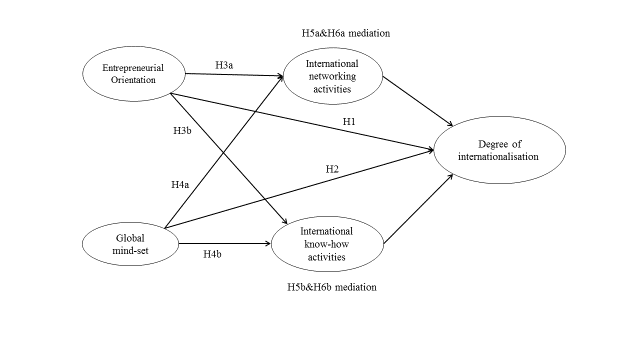 H5a&H6a mediation
Entrepreneurial
Orientation
H3a
International
networking
activities
H3b
H1
Degree of
internationalisation
H4a
H2
Global
mind-set
H4b
International
know-how
activities
H5b&H6b mediation